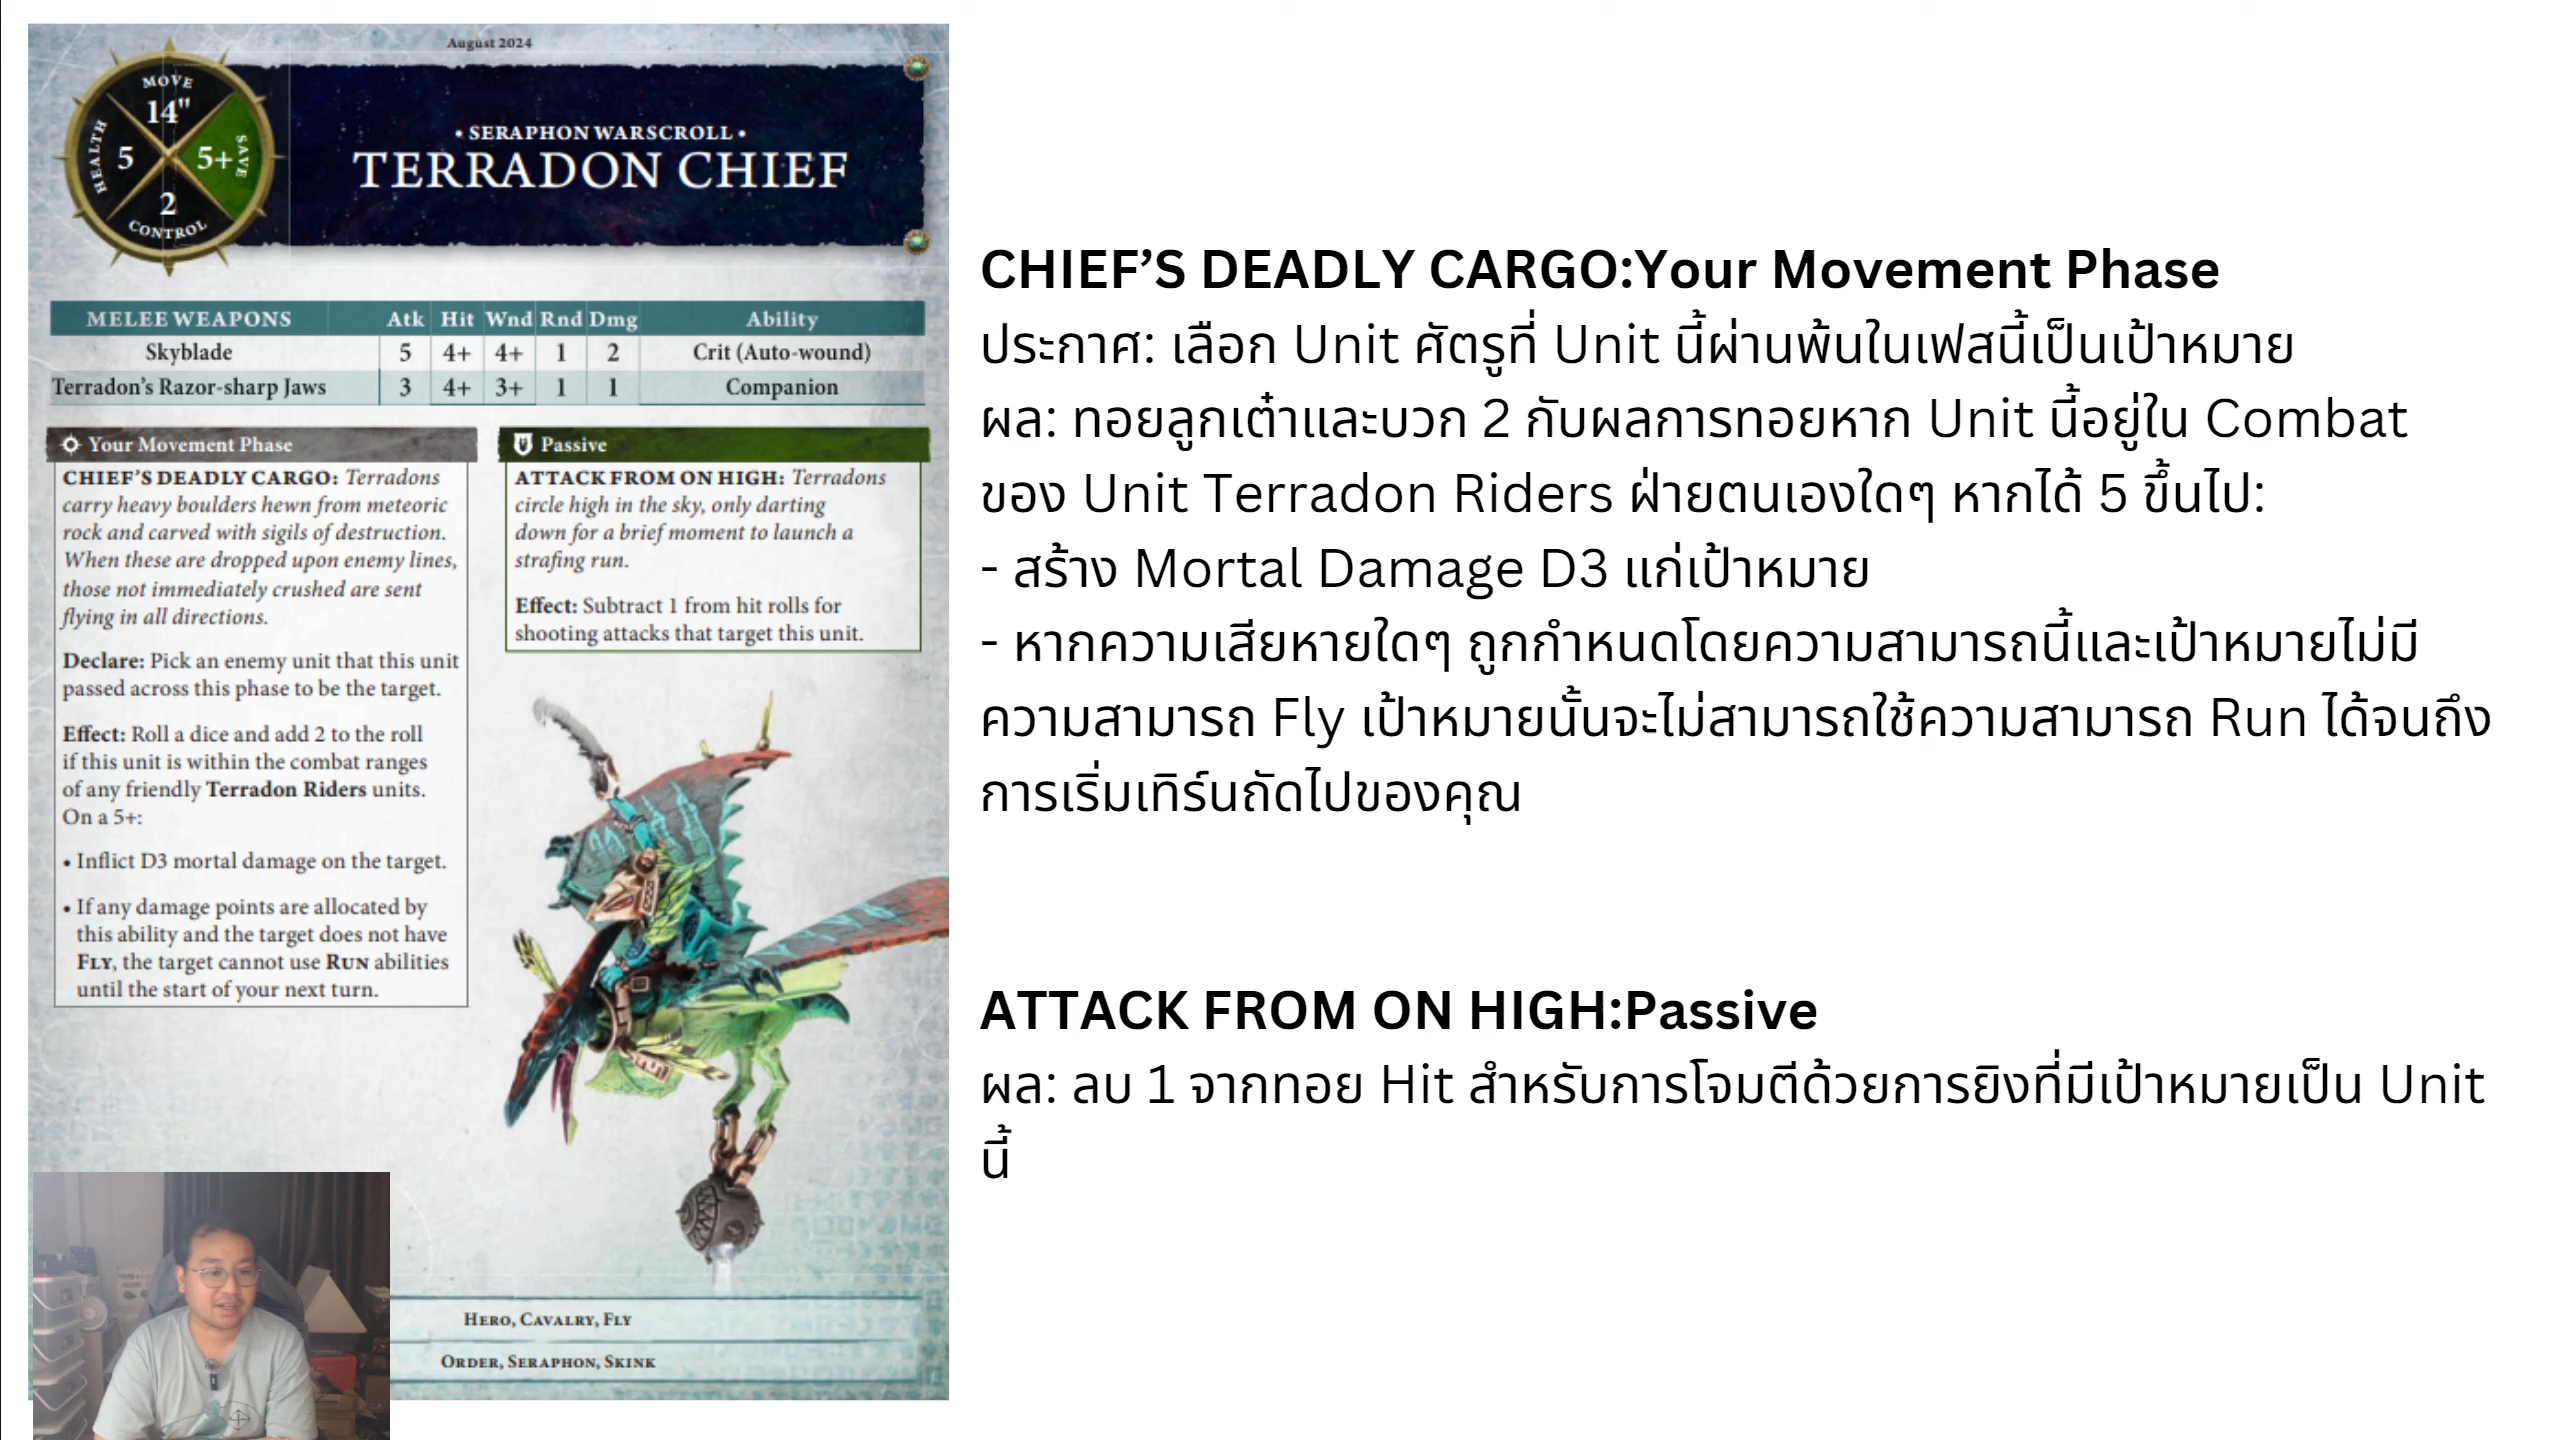 August 2024
MOVE
14"
HEALTH
5
5+
SAVE
2
CONTROL
• SERAPHON WARSCROLL •
TERRADON CHIEF
MELEE WEAPONS Atk Hit Wnd Rnd Dmg Ability
Skyblade 5 4+ 4+ 1 2 Crit (Auto-wound)
Terradon's Razor-sharp Jaws 3 4+ 3+ 1 1 Companion
Your Movement Phase
CHIEF'S DEADLY CARGO: Terradons
carry heavy boulders hewn from meteoric
rock and carved with sigils of destruction.
When these are dropped upon enemy lines,
those not immediately crushed are sent
flying in all directions.
Declare: Pick an enemy unit that this unit
passed across this phase to be the target.
Effect: Roll a dice and add 2 to the roll
if this unit is within the combat ranges
of any friendly Terradon Riders units.
On a 5+:
• Inflict D3 mortal damage on the target.
• If any damage points are allocated by
this ability and the target does not have
FLY, the target cannot use RUN abilities
until the start of your next turn.
Passive
ATTACK FROM ON HIGH: Terradons
circle high in the sky, only darting
down for a brief moment to launch a
strafing run.
Effect: Subtract 1 from hit rolls for
shooting attacks that target this unit.
HERO, CAVALRY, FLY
ORDER, SERAPHON, SKINK
CHIEF’S DEADLY CARGO:Your Movement Phase
ประกาศ: เลือก Unit ศัตรูที่ Unit นี้ผ่านพ้นในเฟสนี้เป็นเป้าหมาย
ผล: ทอยลูกเต๋าและบวก 2 กับผลการทอยหาก Unit นี้อยู่ใน Combat
ของ Unit Terradon Riders ฝ่ายตนเองใดๆ หากได้ 5 ขึ้นไป:
- สร้าง Mortal Damage D3 แก่เป้าหมาย
- หากความเสียหายใดๆ ถูกกำหนดโดยความสามารถนี้และเป้าหมายไม่มี
ความสามารถ Fly เป้าหมายนั้นจะไม่สามารถใช้ความสามารถ Run ได้จนถึง
การเริ่มเทิร์นถัดไปของคุณ
ATTACK FROM ON HIGH:Passive
ผล: ลบ 1 จากทอย Hit สำหรับการโจมตีด้วยการยิงที่มีเป้าหมายเป็น Unit
นี้